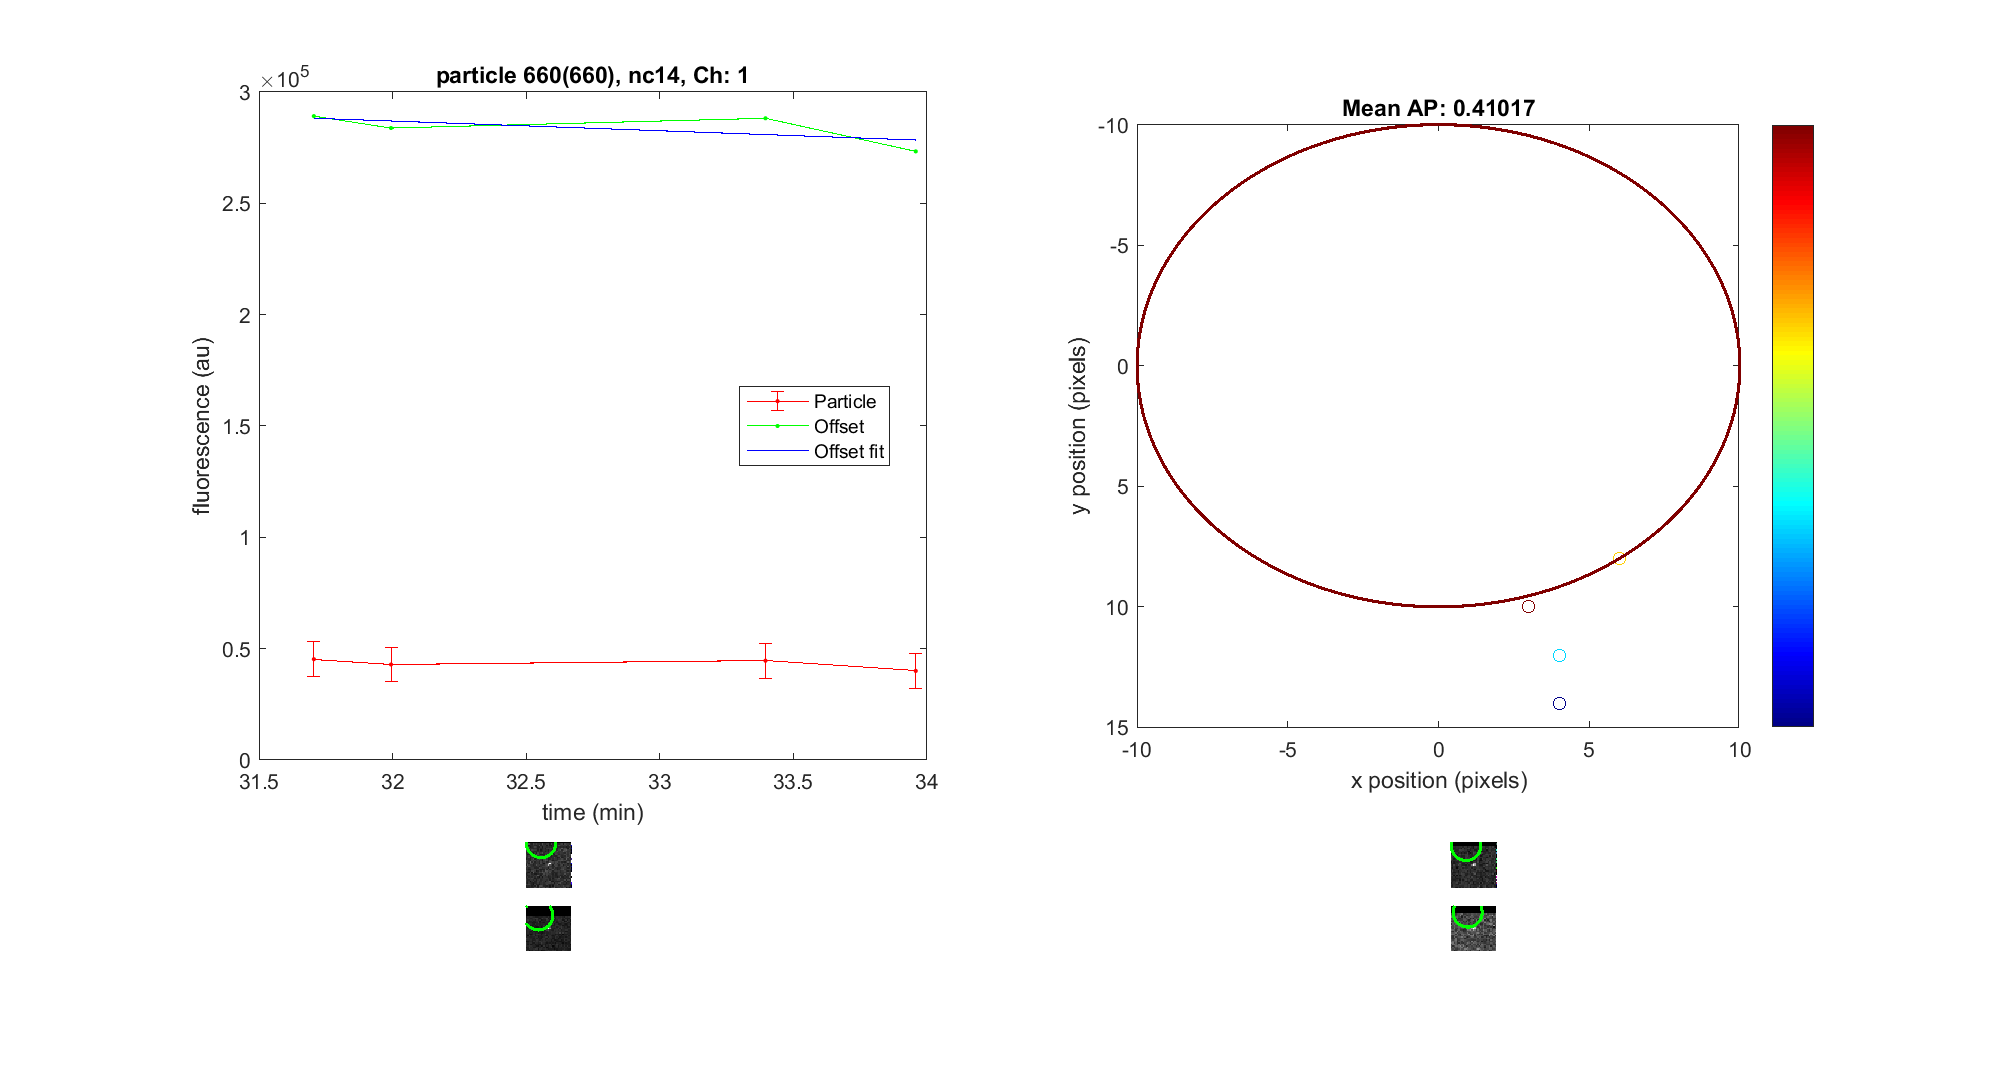 ×10⁵
particle 660(660), nc14, Ch: 1
3
2.5
2
1.5
1
0.5
0
fluorescence (au)
31.5 32 32.5 33 33.5 34
time (min)
Particle
Offset
Offset fit
Mean AP: 0.41017
-10
-5
0
5
10
15
y position (pixels)
-10 -5 0 5 10
x position (pixels)